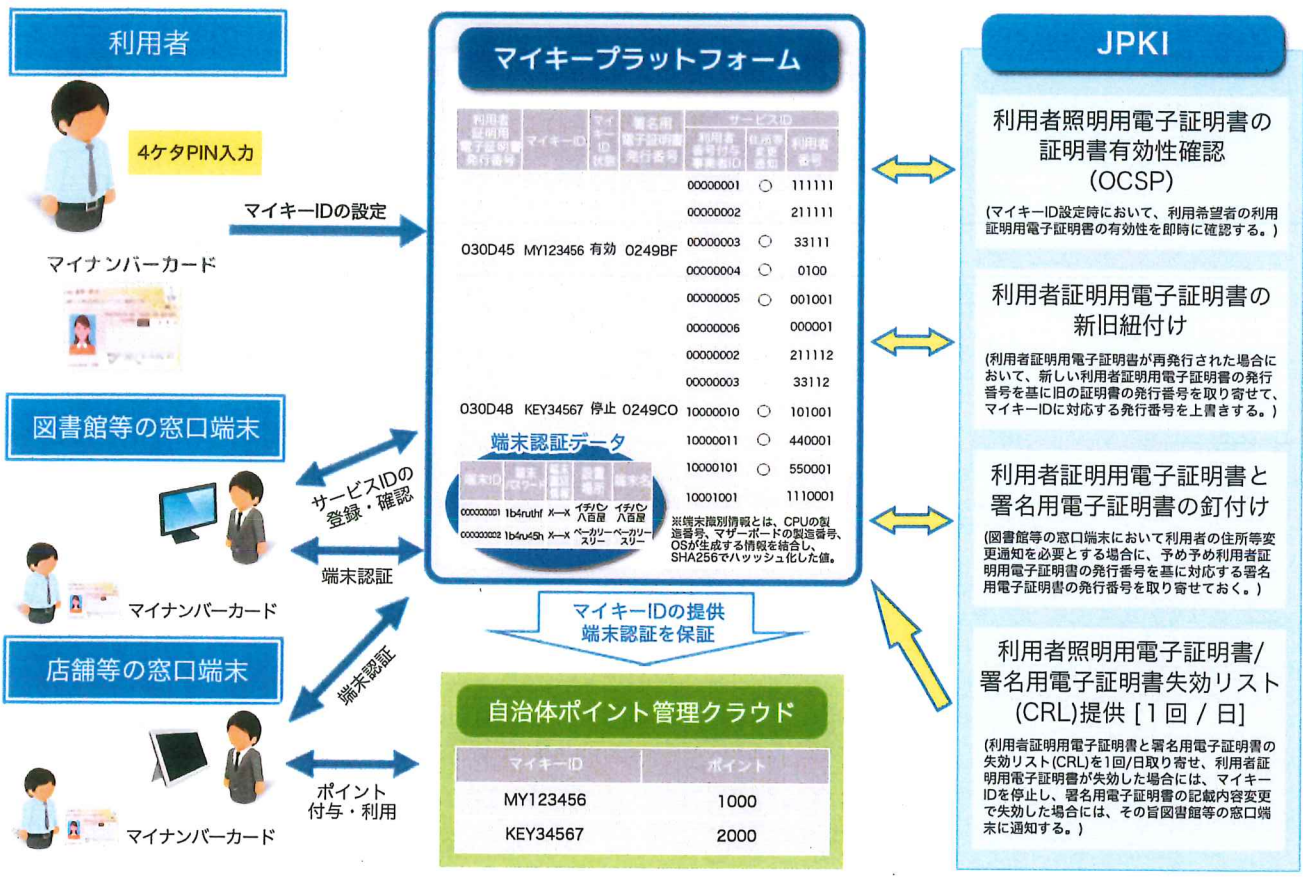 利用者
4ケタPIN入力
マイキーIDの設定
マイナンバーカード
図書館等の窓口端末
サービスIDの
登録・確認
端末認証
マイナンバーカード
店舗等の窓口端末
端末認証
ポイント
付与・利用
マイナンバーカード
マイキープラットフォーム
利用者
証明用
電子証明書
発行番号
マイキーID
マイ
キー
ID
状態
署名用
電子証明書
発行番号
サービスID
利用者
番号付与
事業者ID
住所等
変更
通知
利用者
番号
00000001 ○ 111111
00000002 211111
030D45 MY123456 有効 0249BF 00000003 ○ 33111
00000004 ○ 0100
00000005 ○ 001001
00000006 000001
00000002 211112
00000003 33112
030D48 KEY34567 停止 0249CO 10000010 ○ 101001
10000011 ○ 440001
10000101 ○ 550001
10001001 1110001
端末認証データ
端末ID
端末
パスワード
端末
識別
情報
設置
場所
端末名
000000001 1b4ruthf X—X イチバン八百屋 イチバン八百屋
000000002 1b4ru45h X—X ベーカリースリー ベーカリースリー
※端末識別情報とは、CPUの製
造番号、マザーボードの製造番号、
OSが生成する情報を結合し、
SHA256でハッッシュ化した値。
マイキーIDの提供
端末認証を保証
自治体ポイント管理クラウド
マイキーID ポイント
MY123456 1000
KEY34567 2000
JPKI
利用者照明用電子証明書の
証明書有効性確認
(OCSP)
(マイキーID設定時において、利用希望者の利用
証明用電子証明書の有効性を即時に確認する。)
利用者証明用電子証明書の
新旧紐付け
(利用者証明用電子証明書が再発行された場合に
おいて、新しい利用者証明用電子証明書の発行
番号を基に旧の証明書の発行番号を取り寄せて、
マイキーIDに対応する発行番号を上書きする。)
利用者証明用電子証明書と
署名用電子証明書の釘付け
(図書館等の窓口端末において利用者の住所等変
更通知を必要とする場合に、予め予め利用者証
明用電子証明書の発行番号を基に対応する署名
用電子証明書の発行番号を取り寄せておく。)
利用者照明用電子証明書/
署名用電子証明書失効リスト
(CRL)提供 [1回 / 日]
(利用者証明用電子証明書と署名用電子証明書の
失効リスト(CRL)を1回/日取り寄せ、利用者証
明用電子証明書が失効した場合には、マイキー
IDを停止し、署名用電子証明書の記載内容変更
で失効した場合には、その旨図書館等の窓口端
末に通知する。)